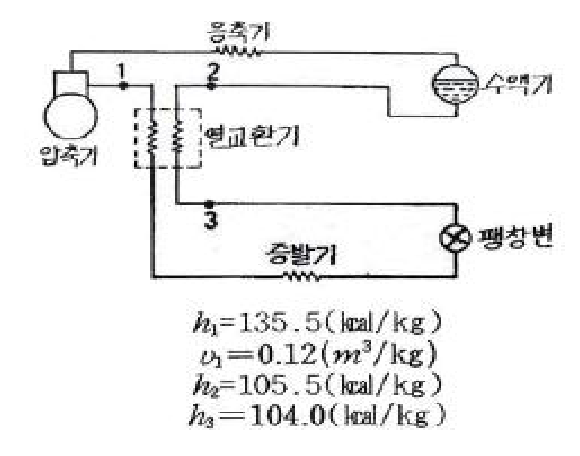 응축기
1
2
수액기
열교환기
압축기
3
팽창변
증발기
h₁=135.5(㎉/kg)
υ₁=0.12(m³/kg)
h₂=105.5(㎉/kg)
h₃=104.0(㎉/kg)